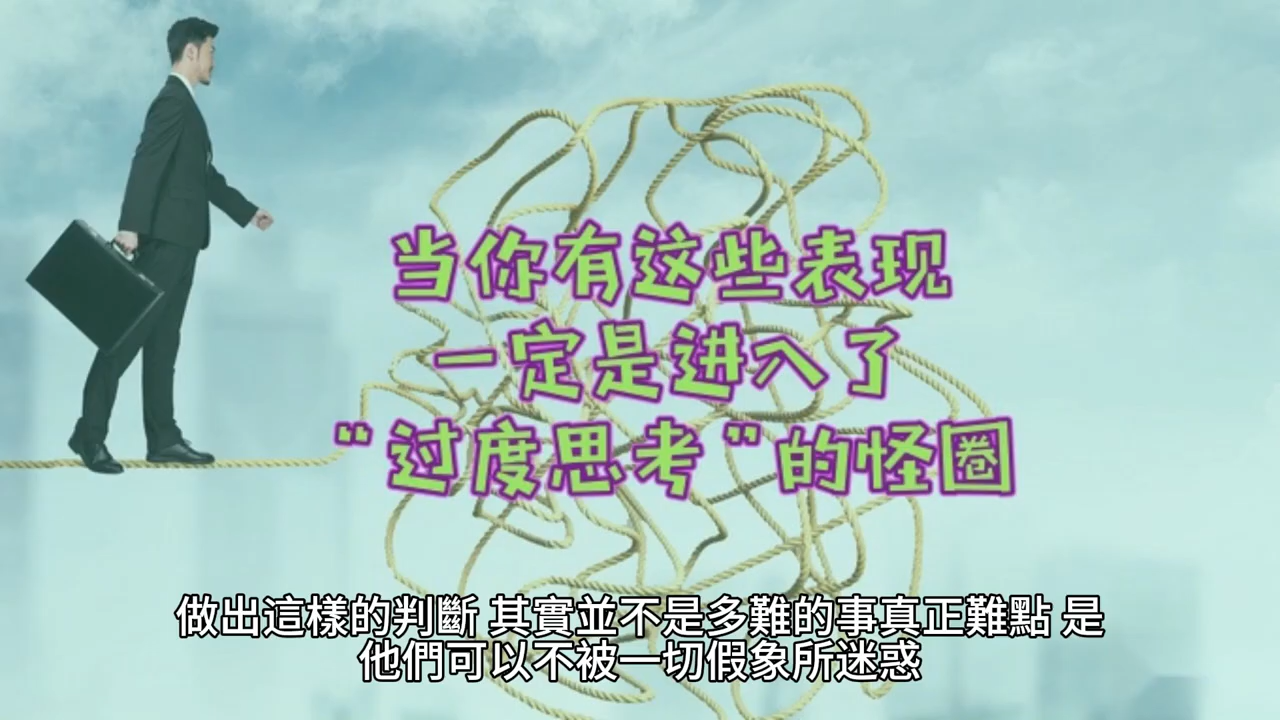 当你有这些表现
一定是进入了
“过度思考”的怪圈
做出這樣的判斷 其實並不是多難的事真正難點 是
他們可以不被一切假象所迷惑